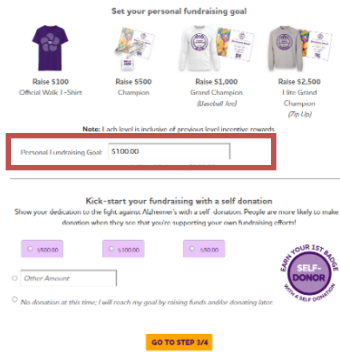 Set your personal fundraising goal
Raise $100
Official Walk T-Shirt
Raise $500
Champion
Raise $1,000
Grand Champion
(Baseball Tee)
Raise $2,500
Elite Grand
Champion
(Zip Up)
Note: Each level is inclusive of previous level incentive rewards.
Personal Fundraising Goal: $100.00
Kick-start your fundraising with a self donation
Show your dedication to the fight against Alzheimer's with a self donation. People are more likely to make
donation when they see that you're supporting your own fundraising efforts!
$500.00
$100.00
$50.00
Other Amount
No donation at this time; I will reach my goal by raising funds and/or donating later.
EARN YOUR 1ST BADGE
SELF-
DONOR
WITH A SELF DONATION
GO TO STEP 3/4